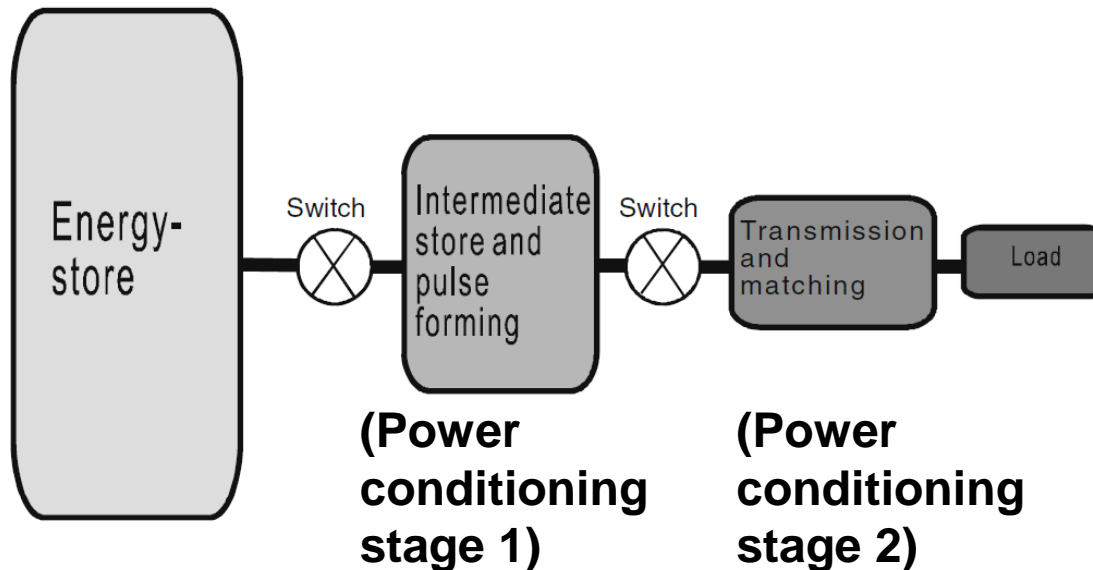 Energy-
store
Switch
Intermediate
store and
pulse
forming
Switch
Transmission
and
matching
Load
(Power
conditioning
stage 1)
(Power
conditioning
stage 2)